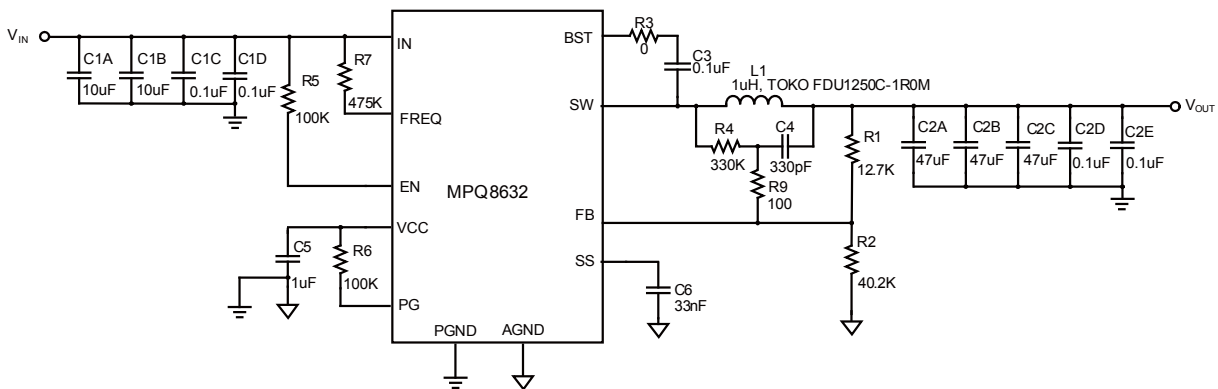 VIN
C1A
10uF
C1B
10uF
C1C
0.1uF
C1D
0.1uF
R5
100K
R7
475K
IN
FREQ
EN
MPQ8632
VCC
C5
1uF
R6
100K
PG
PGND
AGND
BST
R3
0
C3
0.1uF
SW
L1
1uH, TOKO FDU1250C-1R0M
R4
330K
C4
330pF
R9
100
R1
12.7K
FB
R2
40.2K
SS
C6
33nF
C2A
47uF
C2B
47uF
C2C
47uF
C2D
0.1uF
C2E
0.1uF
VOUT